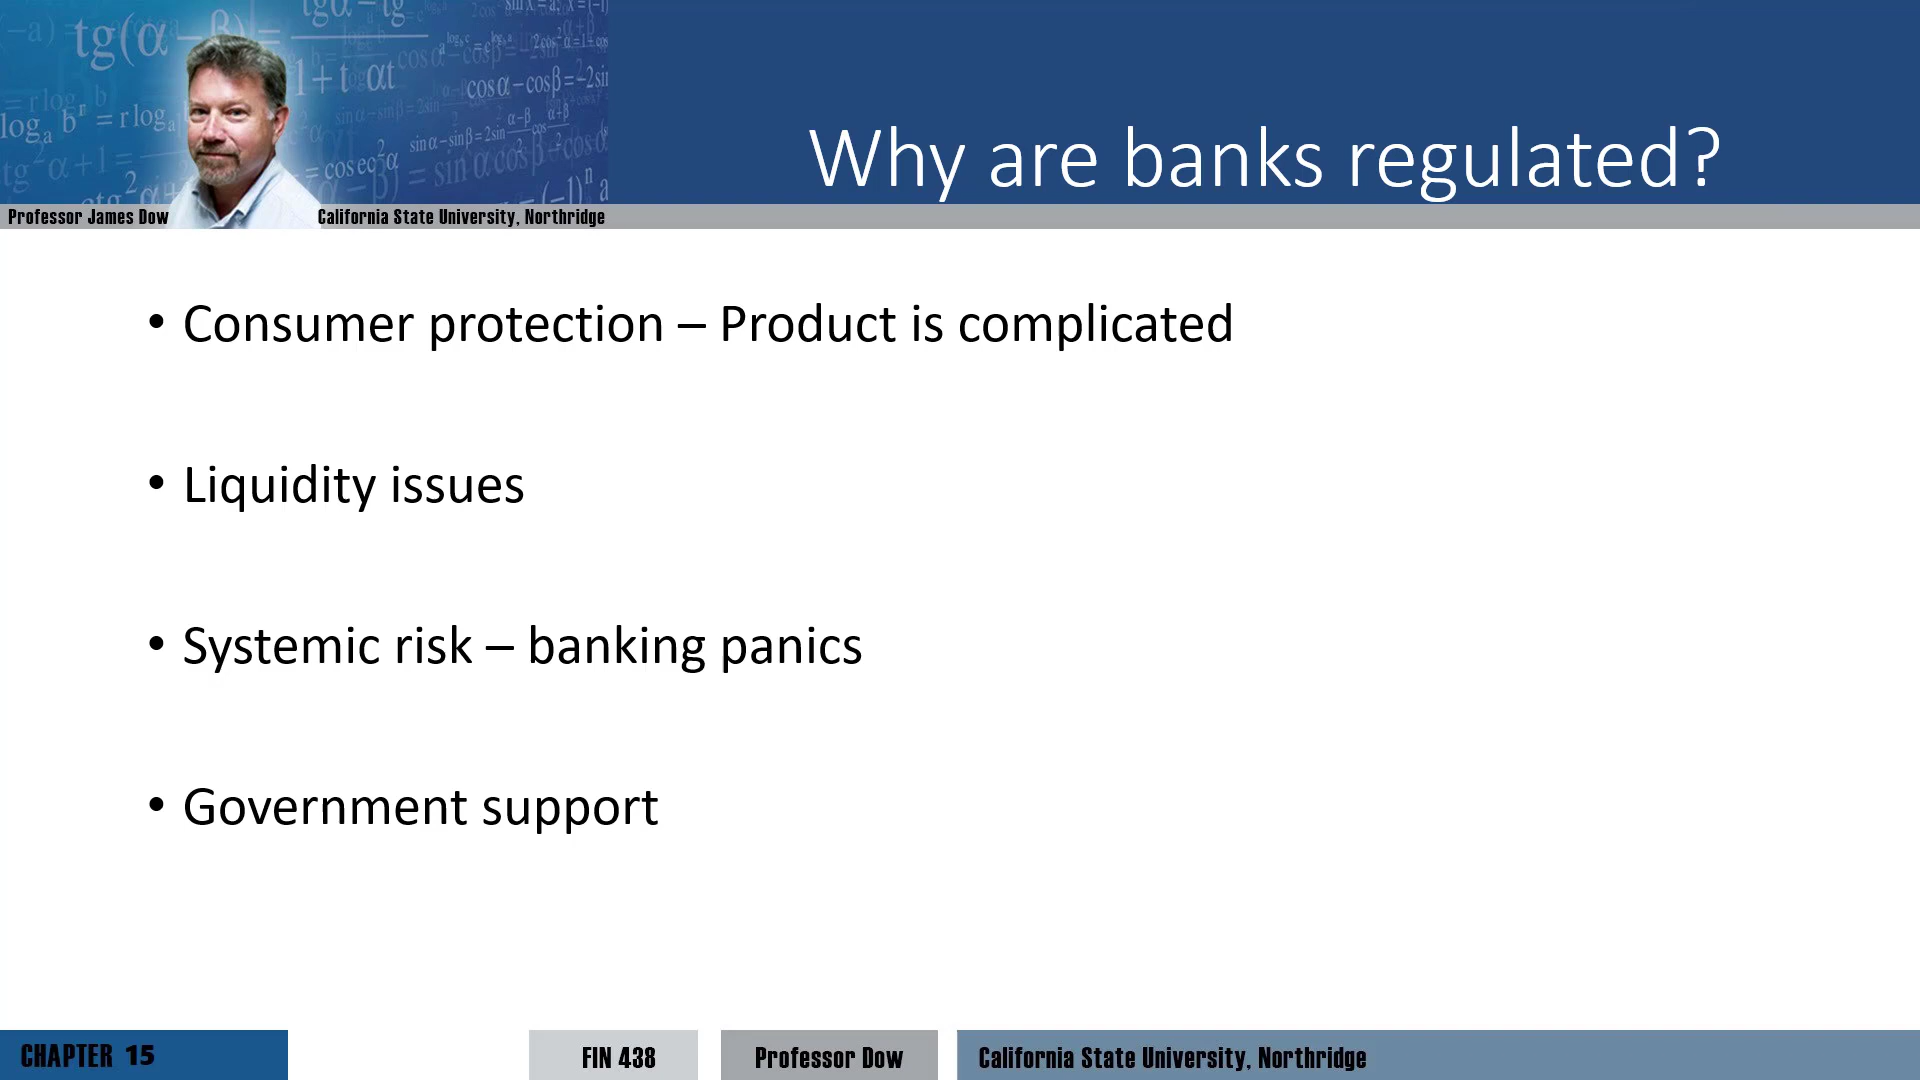 Why are banks regulated?
Professor James Dow
California State University, Northridge
• Consumer protection – Product is complicated
• Liquidity issues
• Systemic risk – banking panics
• Government support
CHAPTER 15
FIN 438
Professor Dow
California State University, Northridge